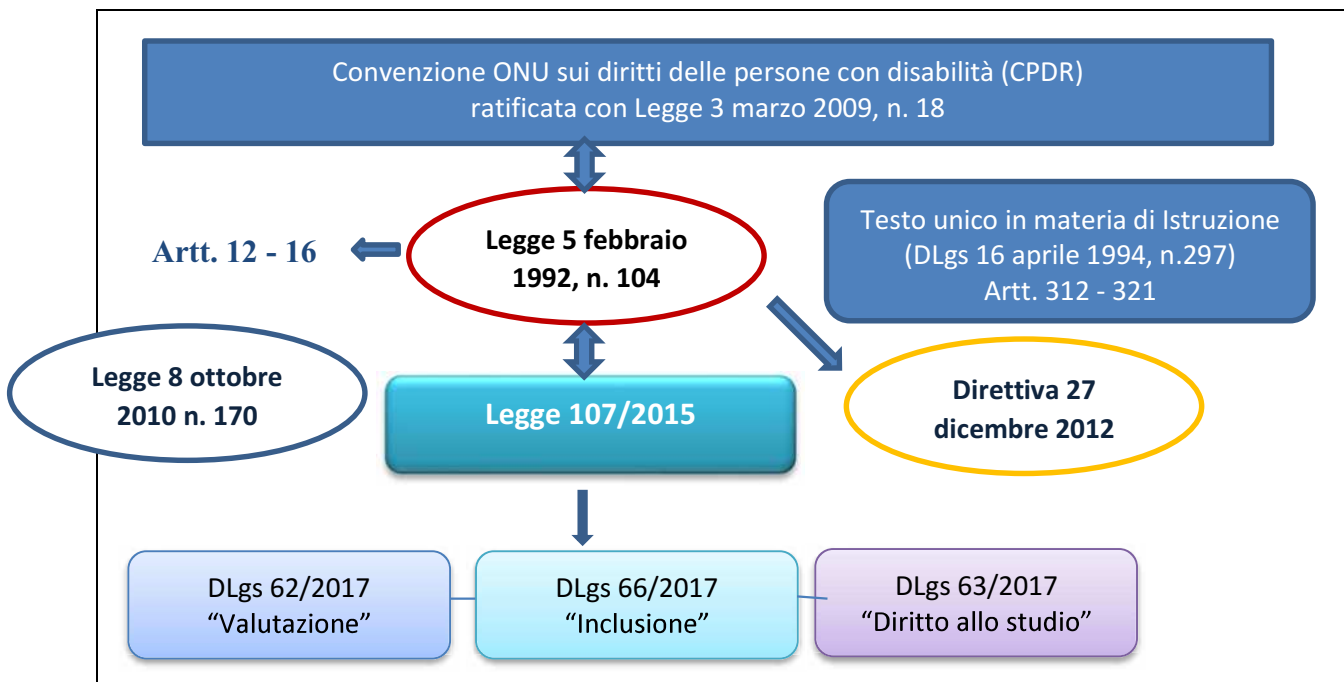 Convenzione ONU sui diritti delle persone con disabilità (CPDR)
ratificata con Legge 3 marzo 2009, n. 18
Legge 5 febbraio
1992, n. 104
Artt. 12 - 16
Testo unico in materia di Istruzione
(DLgs 16 aprile 1994, n.297)
Artt. 312 - 321
Legge 8 ottobre
2010 n. 170
Legge 107/2015
Direttiva 27
dicembre 2012
DLgs 62/2017
“Valutazione”
DLgs 66/2017
“Inclusione”
DLgs 63/2017
“Diritto allo studio”